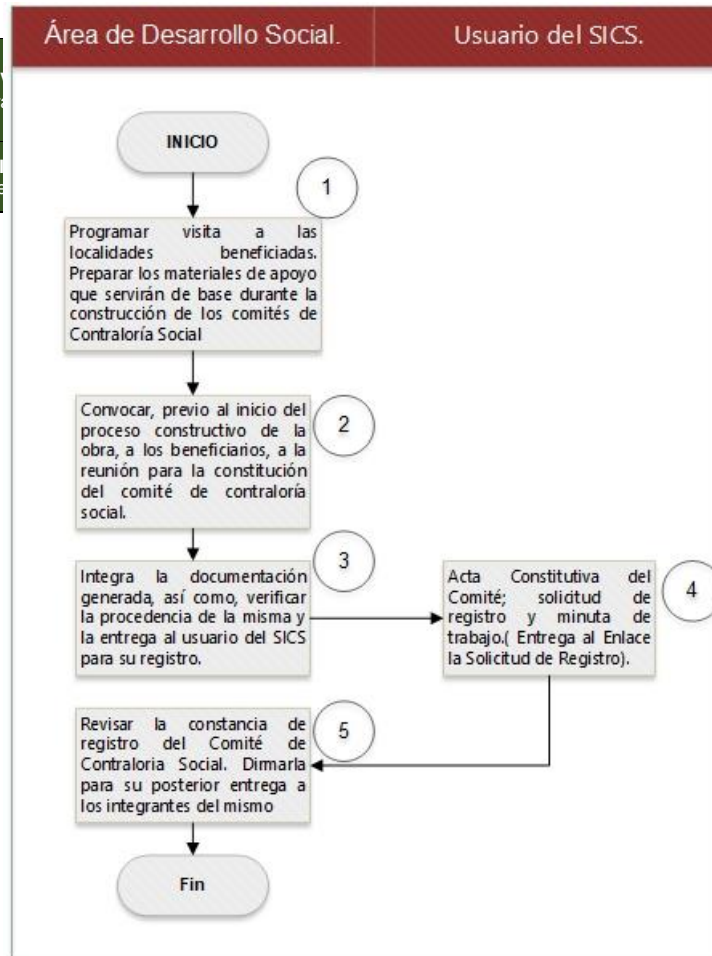 Área de Desarrollo Social.
Usuario del SICS.
INICIO
1
Programar visita a las
localidades beneficiadas.
Preparar los materiales de apoyo
que servirán de base durante la
construcción de los comités de
Contraloría Social
2
Convocar, previo al inicio del
proceso constructivo de la
obra, a los beneficiarios, a la
reunión para la constitución
del comité de contraloría
social.
3
Integra la documentación
generada, así como, verificar
la procedencia de la misma y
la entrega al usuario del SICS
para su registro.
4
Acta Constitutiva del
Comité; solicitud de
registro y minuta de
trabajo.( Entrega al Enlace
la Solicitud de Registro).
5
Revisar la constancia de
registro del Comité de
Contraloria Social. Dirmarla
para su posterior entrega a
los integrantes del mismo
Fin